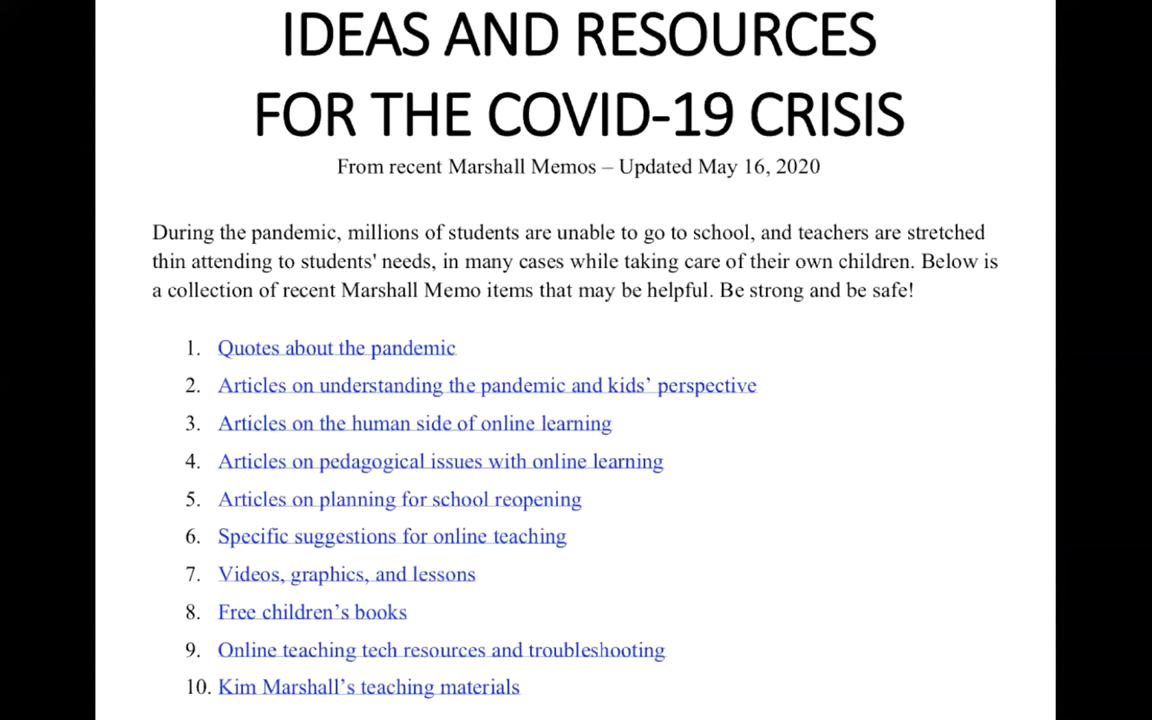 IDEAS AND RESOURCES
FOR THE COVID-19 CRISIS
From recent Marshall Memos – Updated May 16, 2020
During the pandemic, millions of students are unable to go to school, and teachers are stretched
thin attending to students' needs, in many cases while taking care of their own children. Below is
a collection of recent Marshall Memo items that may be helpful. Be strong and be safe!
1. Quotes about the pandemic
2. Articles on understanding the pandemic and kids’ perspective
3. Articles on the human side of online learning
4. Articles on pedagogical issues with online learning
5. Articles on planning for school reopening
6. Specific suggestions for online teaching
7. Videos, graphics, and lessons
8. Free children’s books
9. Online teaching tech resources and troubleshooting
10. Kim Marshall’s teaching materials